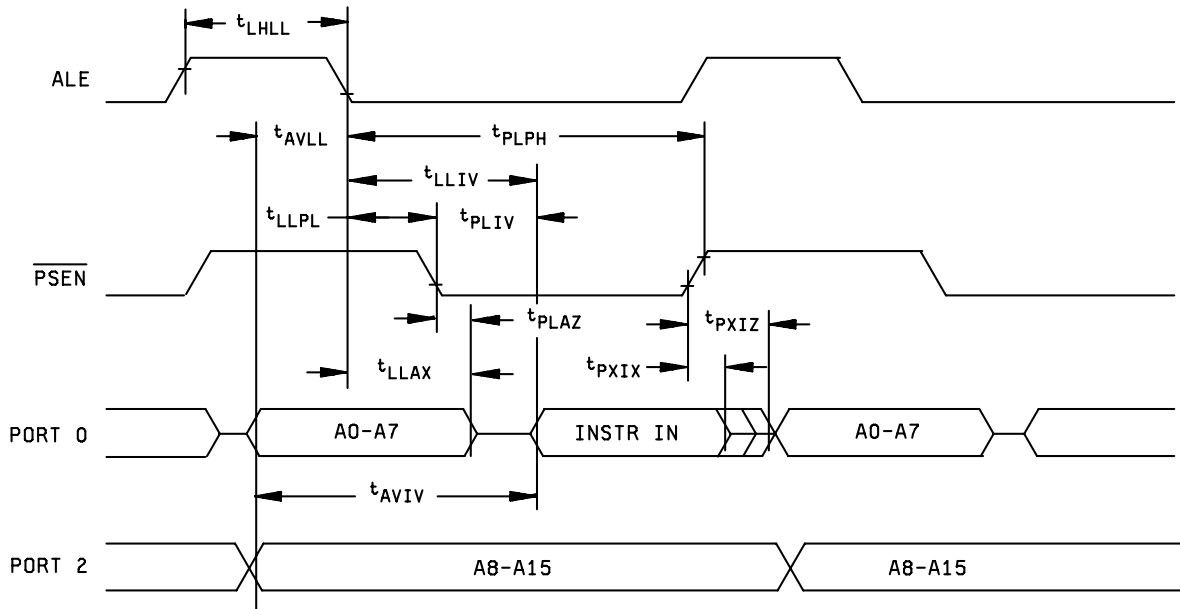 tLHLL
ALE
tAVLL
tPLPH
tLLIV
tLLPL
tPLIV
PSEN
tPLAZ
tPXIZ
tLLAX
tPXIX
PORT 0
A0-A7
INSTR IN
A0-A7
tAVIV
PORT 2
A8-A15
A8-A15